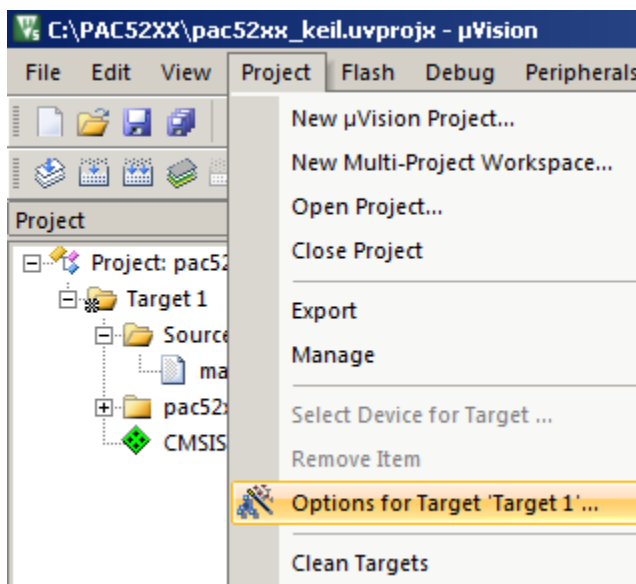 C:\PAC52XX\pac52xx_keil.uvprojx - µVision
File Edit View Project Flash Debug Peripherals
New µVision Project...
New Multi-Project Workspace...
Open Project...
Close Project
Export
Manage
Select Device for Target ...
Remove Item
Options for Target 'Target 1'...
Clean Targets
Project
Project: pac52
Target 1
Source
ma
pac52x
CMSIS